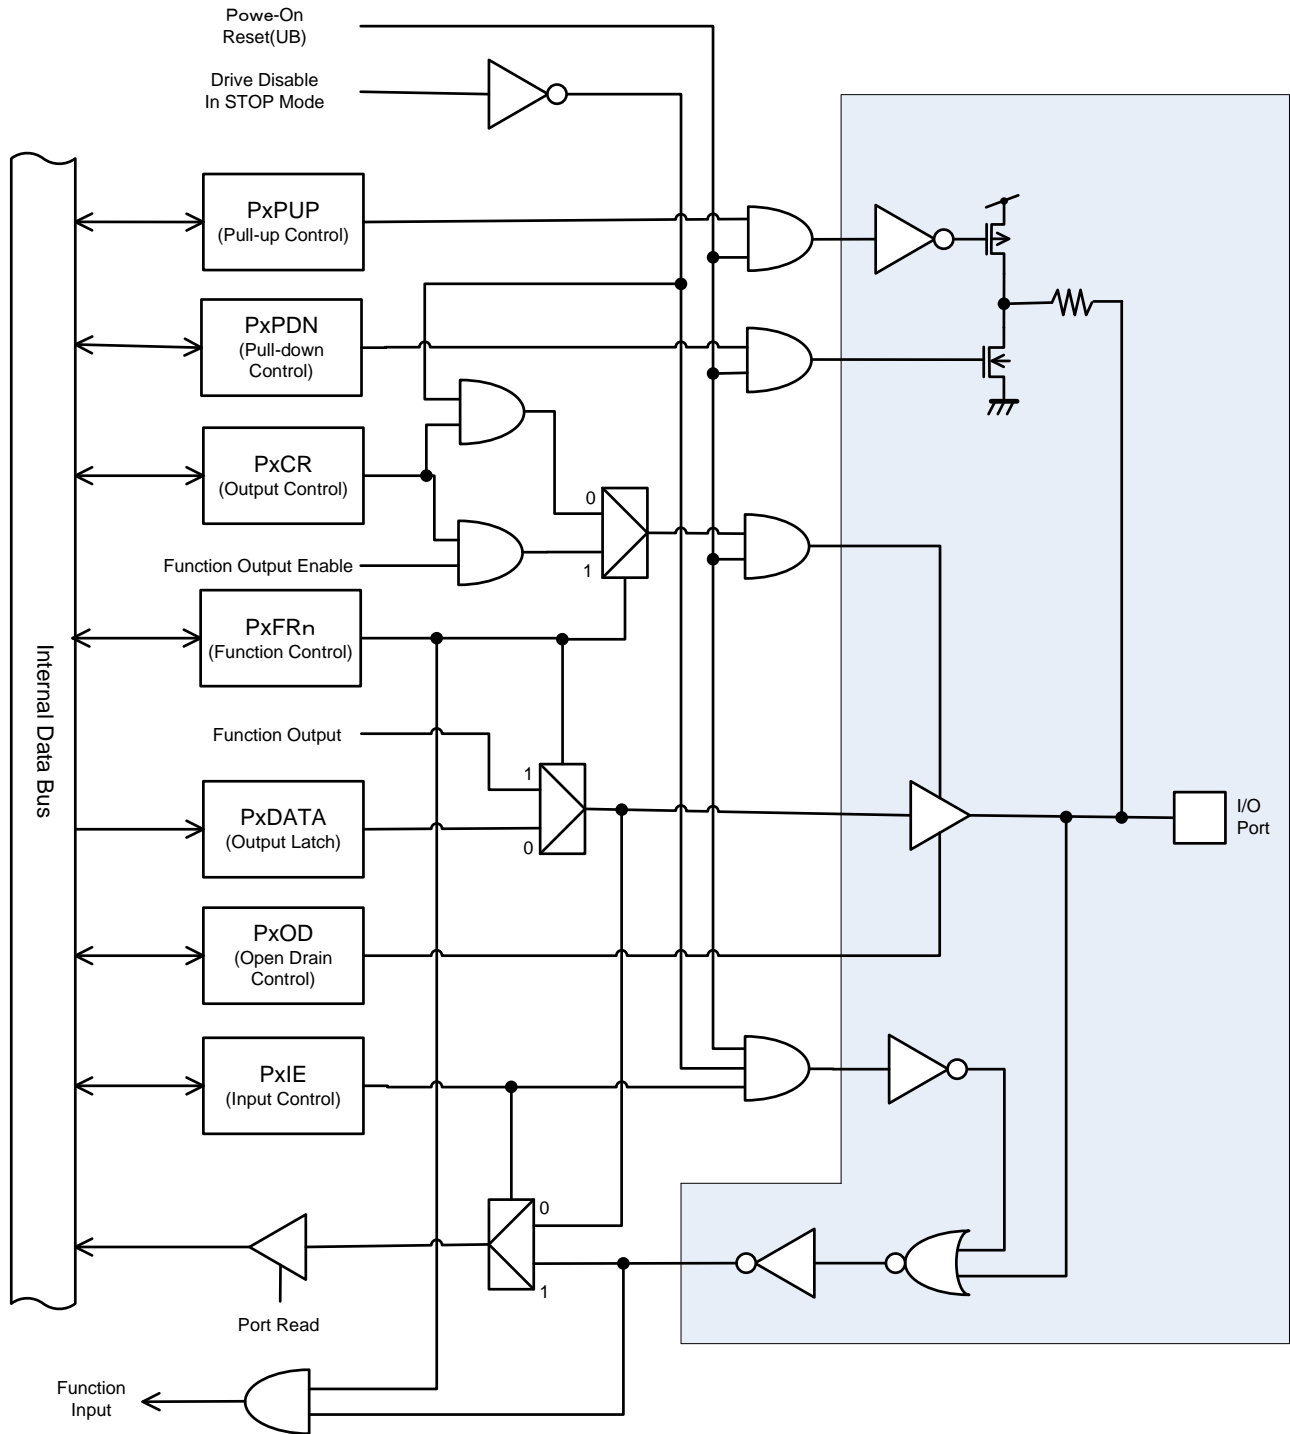 Powe-On
Reset(UB)
Drive Disable
In STOP Mode
PxPUP
(Pull-up Control)
PxPDN
(Pull-down
Control)
PxCR
(Output Control)
0
1
Function Output Enable
PxFRn
(Function Control)
Internal Data Bus
Function Output
1
0
PxDATA
(Output Latch)
I/O
Port
PxOD
(Open Drain
Control)
PxIE
(Input Control)
0
1
Port Read
Function
Input